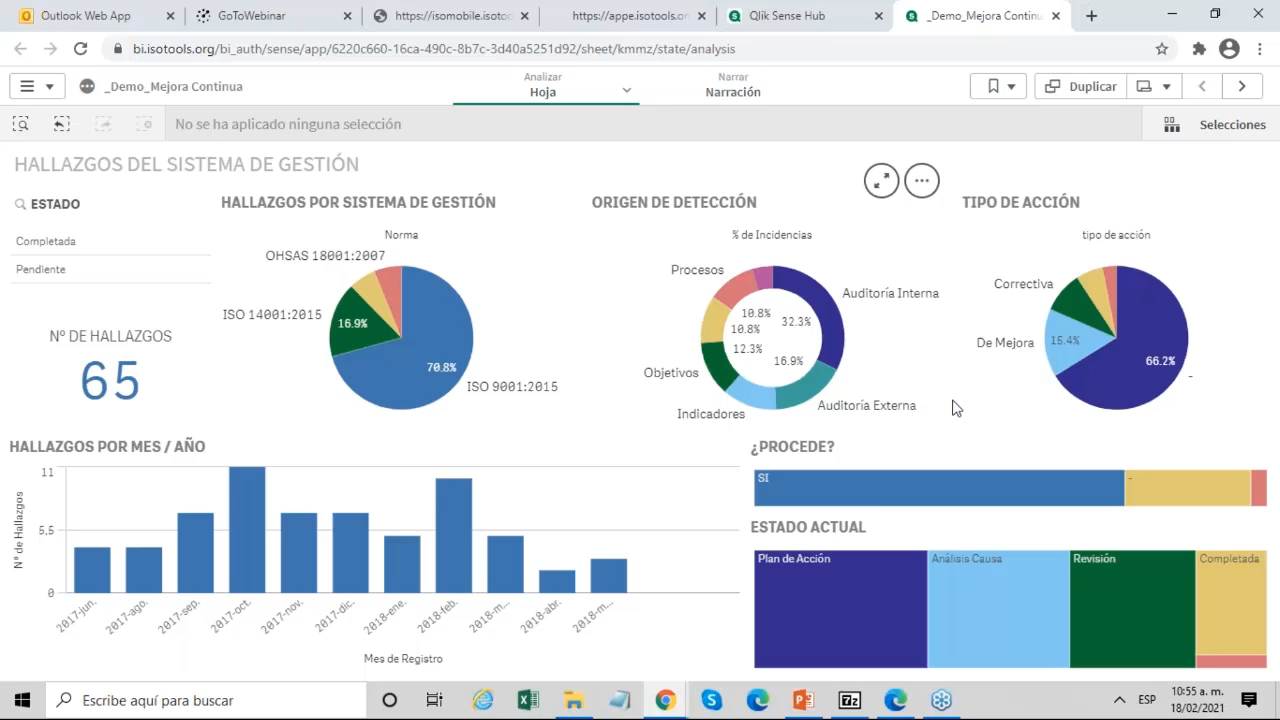 Outlook Web App
GoToWebinar
https://isomobile.isotoc
https://appe.isotools.or
Qlik Sense Hub
_Demo_Mejora Continu
bi.isotools.org/bi_auth/sense/app/6220c660-16ca-490c-8b7c-3d40a5251d92/sheet/kmmz/state/analysis
_Demo_Mejora Continua
Analizar
Hoja
Narrar
Narración
Duplicar
No se ha aplicado ninguna selección
Selecciones
HALLAZGOS DEL SISTEMA DE GESTIÓN
ESTADO
Completada
Pendiente
Nº DE HALLAZGOS
65
HALLAZGOS POR SISTEMA DE GESTIÓN
Norma
OHSAS 18001:2007
ISO 14001:2015
16.9%
70.8%
ISO 9001:2015
ORIGEN DE DETECCIÓN
% de Incidencias
Procesos
Auditoría Interna
10.8%
32.3%
10.8%
12.3%
16.9%
Objetivos
Auditoría Externa
Indicadores
TIPO DE ACCIÓN
tipo de acción
Correctiva
De Mejora
15.4%
66.2%
-
HALLAZGOS POR MES / AÑO
Nº de Hallazgos
11
5,5
0
2017-jun.
2017-ago.
2017-sep.
2017-oct.
2017-nov.
2017-dic.
2018-ene.
2018-feb.
2018-m...
2018-abr.
2018-m...
Mes de Registro
¿PROCEDE?
SI
-
ESTADO ACTUAL
Plan de Acción
Análisis Causa
Revisión
Completada
Escribe aquí para buscar
ESP
10:55 a. m.
18/02/2021